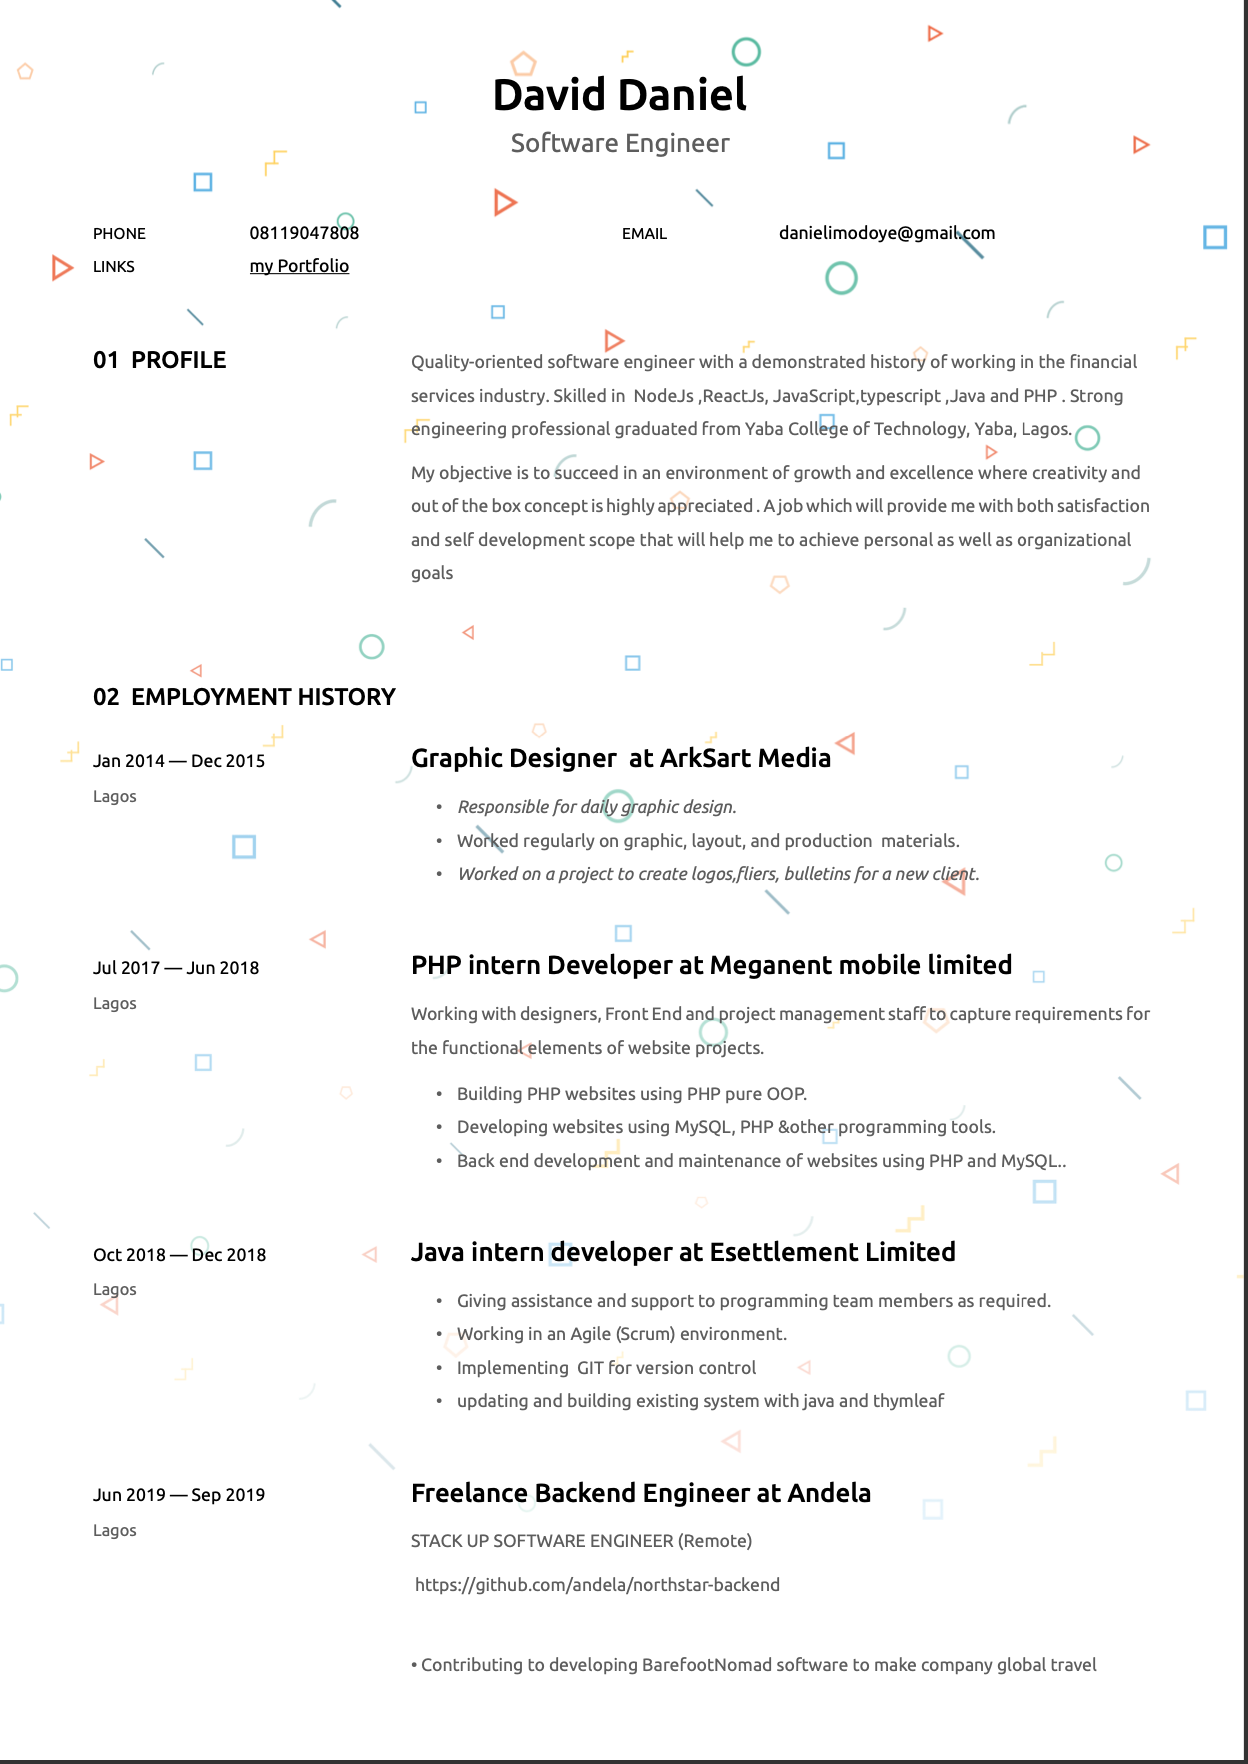 David Daniel
Software Engineer
PHONE 08119047808 EMAIL danielimodoye@gmail.com
LINKS my Portfolio
01 PROFILE
Quality-oriented software engineer with a demonstrated history of working in the financial
services industry. Skilled in NodeJs ,ReactJs, JavaScript,typescript ,Java and PHP . Strong
engineering professional graduated from Yaba College of Technology, Yaba, Lagos.
My objective is to succeed in an environment of growth and excellence where creativity and
out of the box concept is highly appreciated . A job which will provide me with both satisfaction
and self development scope that will help me to achieve personal as well as organizational
goals
02 EMPLOYMENT HISTORY
Jan 2014 — Dec 2015
Lagos
Graphic Designer at ArkSart Media
• Responsible for daily graphic design.
• Worked regularly on graphic, layout, and production materials.
• Worked on a project to create logos,fliers, bulletins for a new client.
Jul 2017 — Jun 2018
Lagos
PHP intern Developer at Meganent mobile limited
Working with designers, Front End and project management staff to capture requirements for
the functional elements of website projects.
• Building PHP websites using PHP pure OOP.
• Developing websites using MySQL, PHP &other programming tools.
• Back end development and maintenance of websites using PHP and MySQL..
Oct 2018 — Dec 2018
Lagos
Java intern developer at Esettlement Limited
• Giving assistance and support to programming team members as required.
• Working in an Agile (Scrum) environment.
• Implementing GIT for version control
• updating and building existing system with java and thymleaf
Jun 2019 — Sep 2019
Lagos
Freelance Backend Engineer at Andela
STACK UP SOFTWARE ENGINEER (Remote)
https://github.com/andela/northstar-backend
• Contributing to developing BarefootNomad software to make company global travel